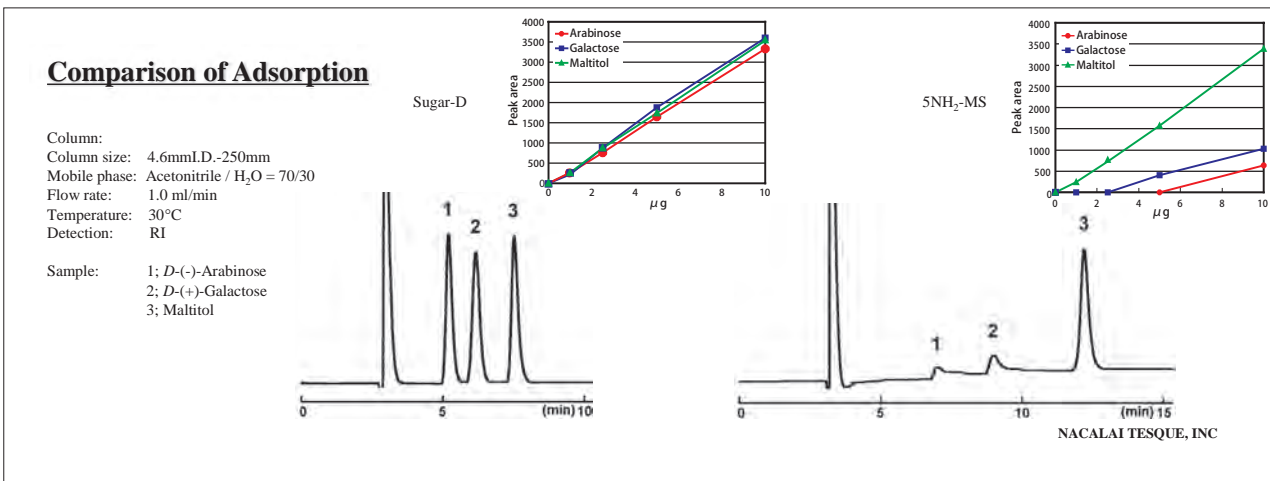 Comparison of Adsorption
Column:
Column size: 4.6mmI.D.-250mm
Mobile phase: Acetonitrile / H₂O = 70/30
Flow rate: 1.0 ml/min
Temperature: 30°C
Detection: RI
Sample: 1; D-(-)-Arabinose
2; D-(+)-Galactose
3; Maltitol
Sugar-D
Peak area
4000
3500
3000
2500
2000
1500
1000
500
0
Arabinose
Galactose
Maltitol
0 2 4 6 8 10
μg
1 2 3
0 5 (min) 10
5NH₂-MS
Peak area
4000
3500
3000
2500
2000
1500
1000
500
0
Arabinose
Galactose
Maltitol
0 2 4 6 8 10
μg
1 2 3
0 5 10 (min) 15
NACALAI TESQUE, INC